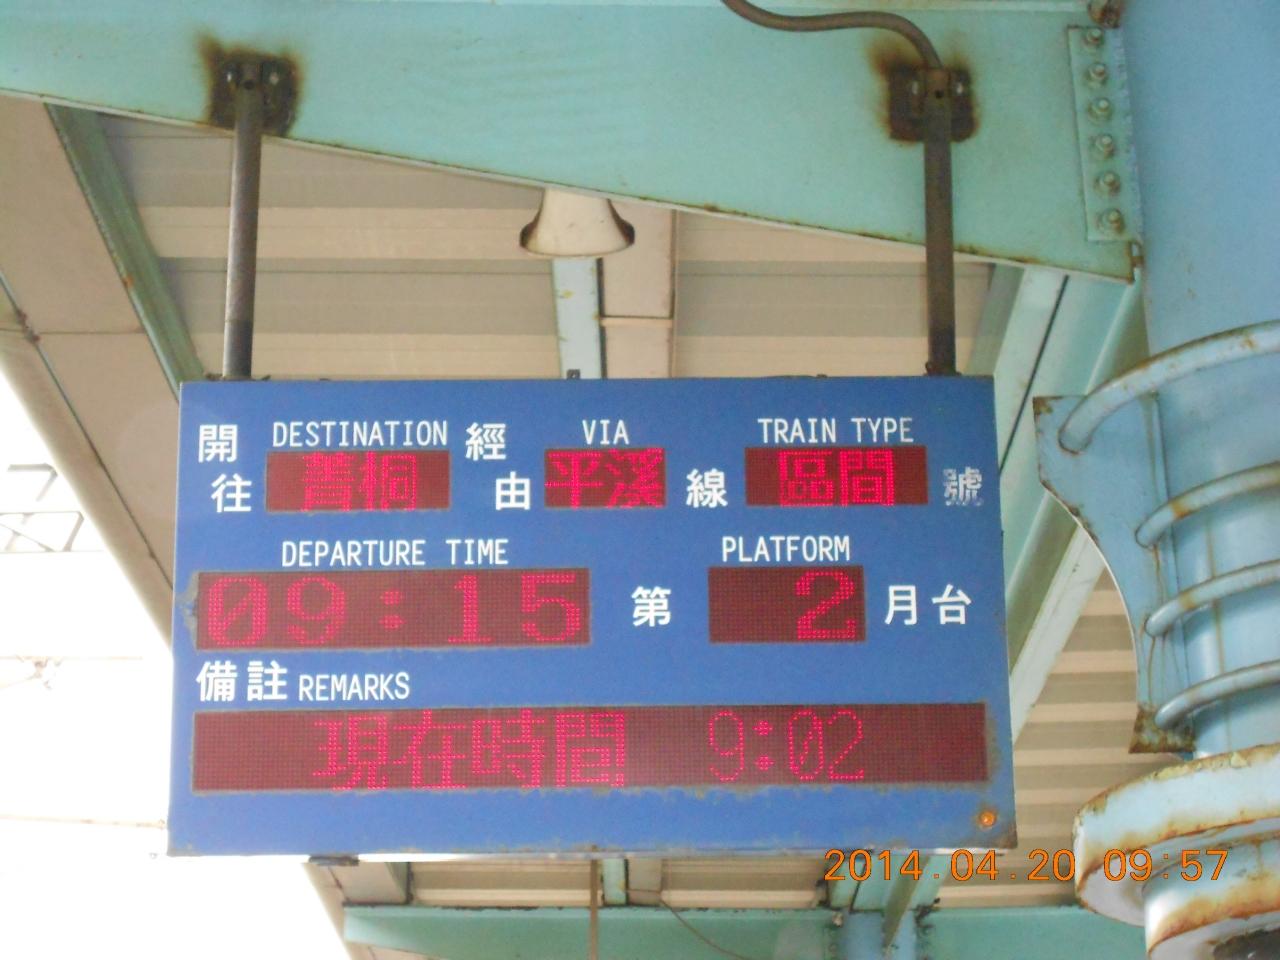 開往 DESTINATION 菁桐 經由 VIA 平溪 線 TRAIN TYPE 區間 號
DEPARTURE TIME 09:15 第 PLATFORM 2 月台
備註 REMARKS
現在時間 9:02
2014.04.20 09:57